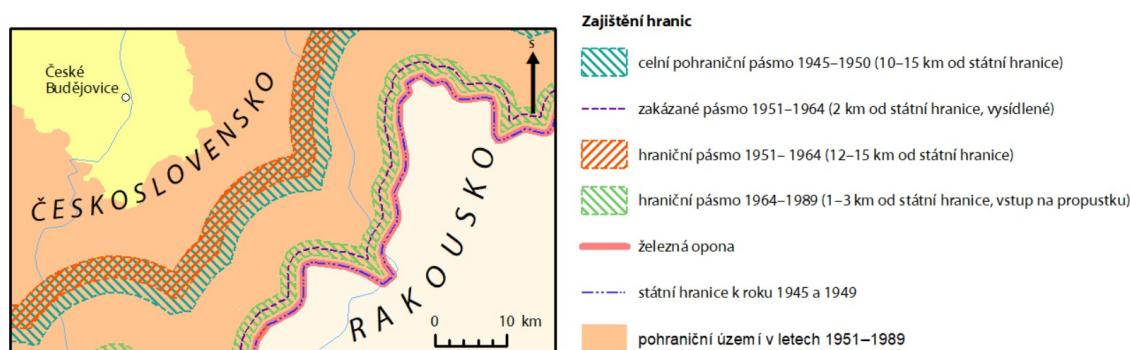 České
Budějovice
ČESKOSLOVENSKO
RAKOUSKO
s
0 10 km
Zajištění hranic
celní pohraniční pásmo 1945–1950 (10–15 km od státní hranice)
zakázané pásmo 1951–1964 (2 km od státní hranice, vysídlené)
hraniční pásmo 1951– 1964 (12–15 km od státní hranice)
hraniční pásmo 1964–1989 (1–3 km od státní hranice, vstup na propustku)
železná opona
státní hranice k roku 1945 a 1949
pohraniční území v letech 1951–1989